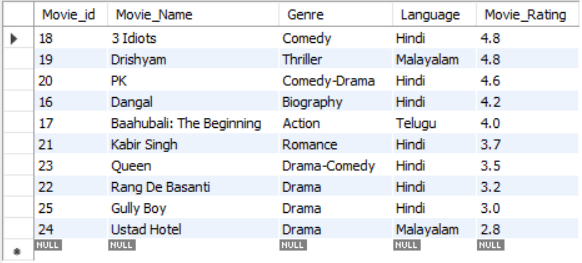 Movie_id Movie_Name Genre Language Movie_Rating
18 3 Idiots Comedy Hindi 4.8
19 Drishyam Thriller Malayalam 4.8
20 PK Comedy-Drama Hindi 4.6
16 Dangal Biography Hindi 4.2
17 Baahubali: The Beginning Action Telugu 4.0
21 Kabir Singh Romance Hindi 3.7
23 Queen Drama-Comedy Hindi 3.5
22 Rang De Basanti Drama Hindi 3.2
25 Gully Boy Drama Hindi 3.0
24 Ustad Hotel Drama Malayalam 2.8
NULL NULL NULL NULL NULL